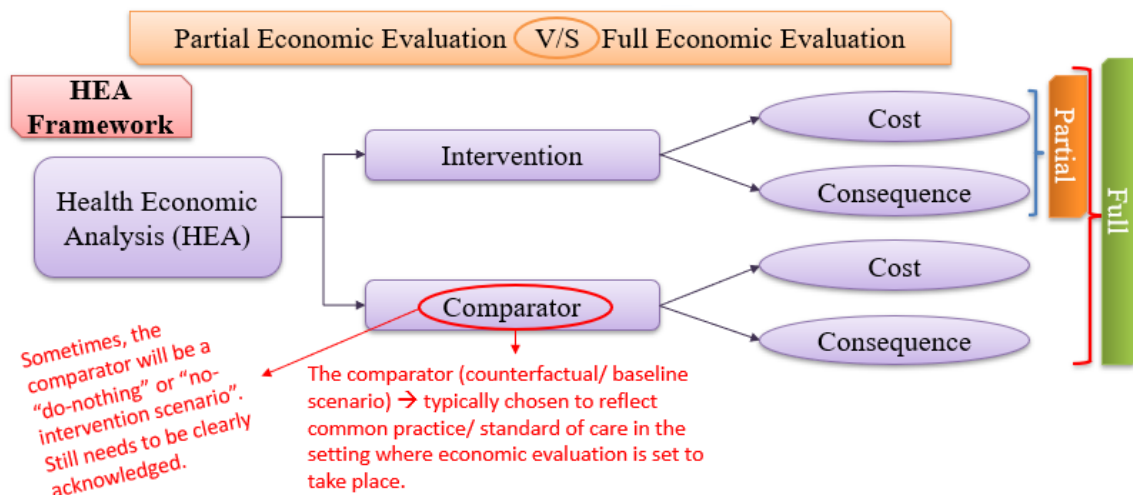 Partial Economic Evaluation V/S Full Economic Evaluation
HEA
Framework
Health Economic
Analysis (HEA)
Intervention
Comparator
Cost
Consequence
Cost
Consequence
Partial
Full
Sometimes, the
comparator will be a
“do-nothing” or “no-
intervention scenario”.
Still needs to be clearly
acknowledged.
The comparator (counterfactual/ baseline
scenario) → typically chosen to reflect
common practice/ standard of care in the
setting where economic evaluation is set to
take place.